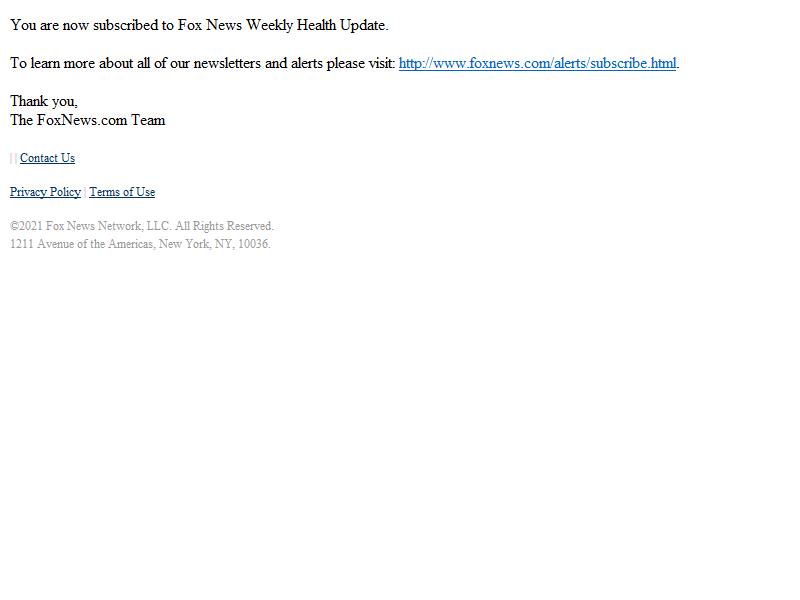 You are now subscribed to Fox News Weekly Health Update.
To learn more about all of our newsletters and alerts please visit: http://www.foxnews.com/alerts/subscribe.html.
Thank you,
The FoxNews.com Team
| | Contact Us
Privacy Policy | Terms of Use
©2021 Fox News Network, LLC. All Rights Reserved.
1211 Avenue of the Americas, New York, NY, 10036.